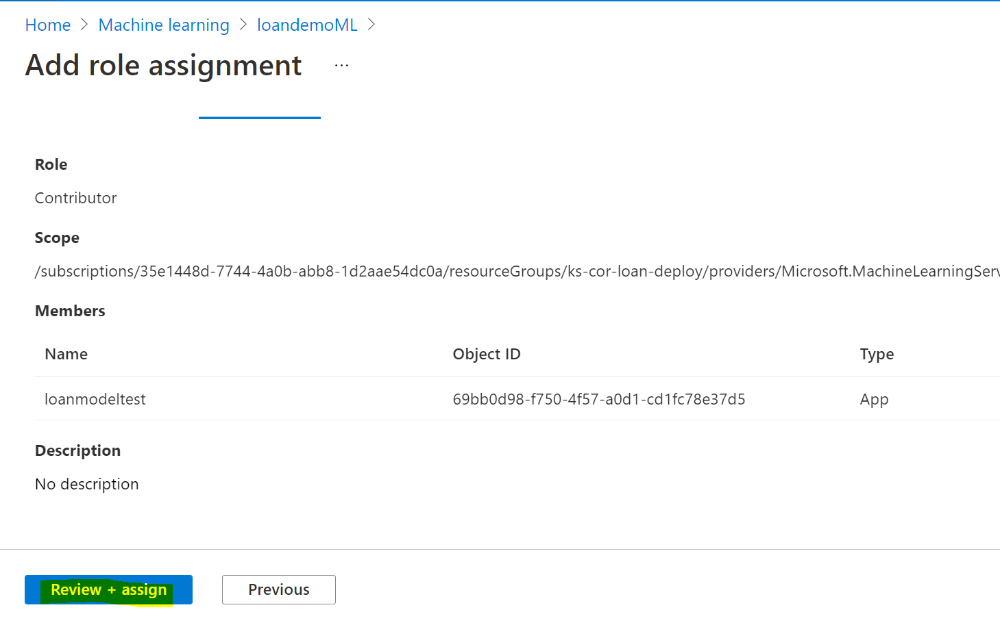 Home > Machine learning > loandemoML >
Add role assignment ...
Role
Contributor
Scope
/subscriptions/35e1448d-7744-4a0b-abb8-1d2aae54dc0a/resourceGroups/ks-cor-loan-deploy/providers/Microsoft.MachineLearningServ
Members
Name Object ID Type
loanmodeltest 69bb0d98-f750-4f57-a0d1-cd1fc78e37d5 App
Description
No description
Review + assign Previous